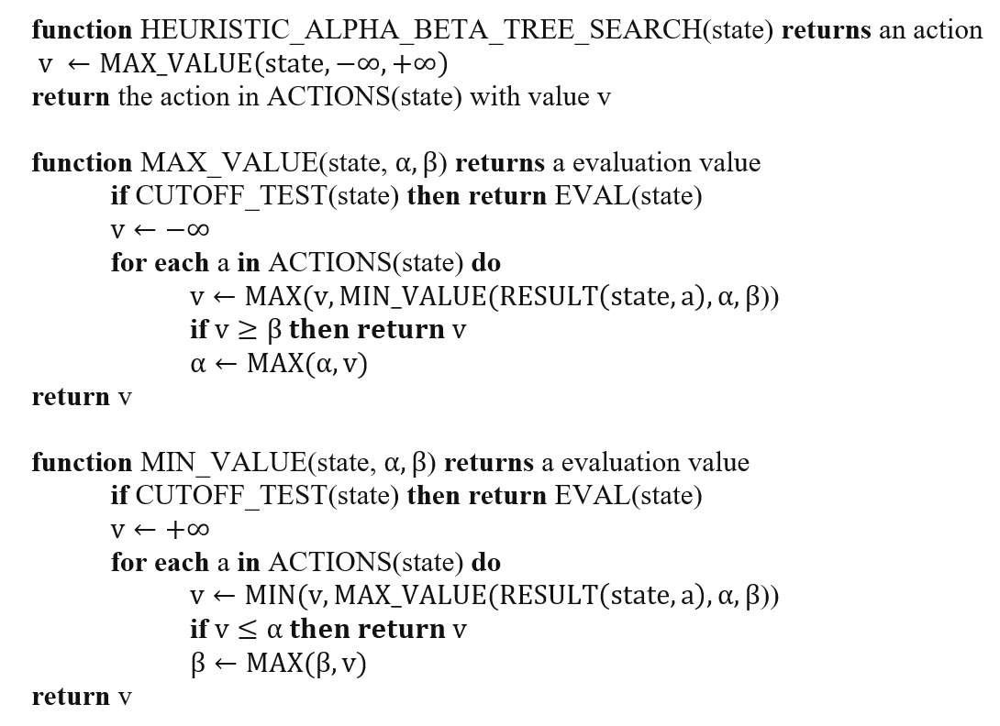 function HEURISTIC_ALPHA_BETA_TREE_SEARCH(state) returns an action
v ← MAX_VALUE(state, −∞, +∞)
return the action in ACTIONS(state) with value v
function MAX_VALUE(state, α, β) returns a evaluation value
if CUTOFF_TEST(state) then return EVAL(state)
v ← −∞
for each a in ACTIONS(state) do
v ← MAX(v, MIN_VALUE(RESULT(state, a), α, β))
if v ≥ β then return v
α ← MAX(α, v)
return v
function MIN_VALUE(state, α, β) returns a evaluation value
if CUTOFF_TEST(state) then return EVAL(state)
v ← +∞
for each a in ACTIONS(state) do
v ← MIN(v, MAX_VALUE(RESULT(state, a), α, β))
if v ≤ α then return v
β ← MAX(β, v)
return v